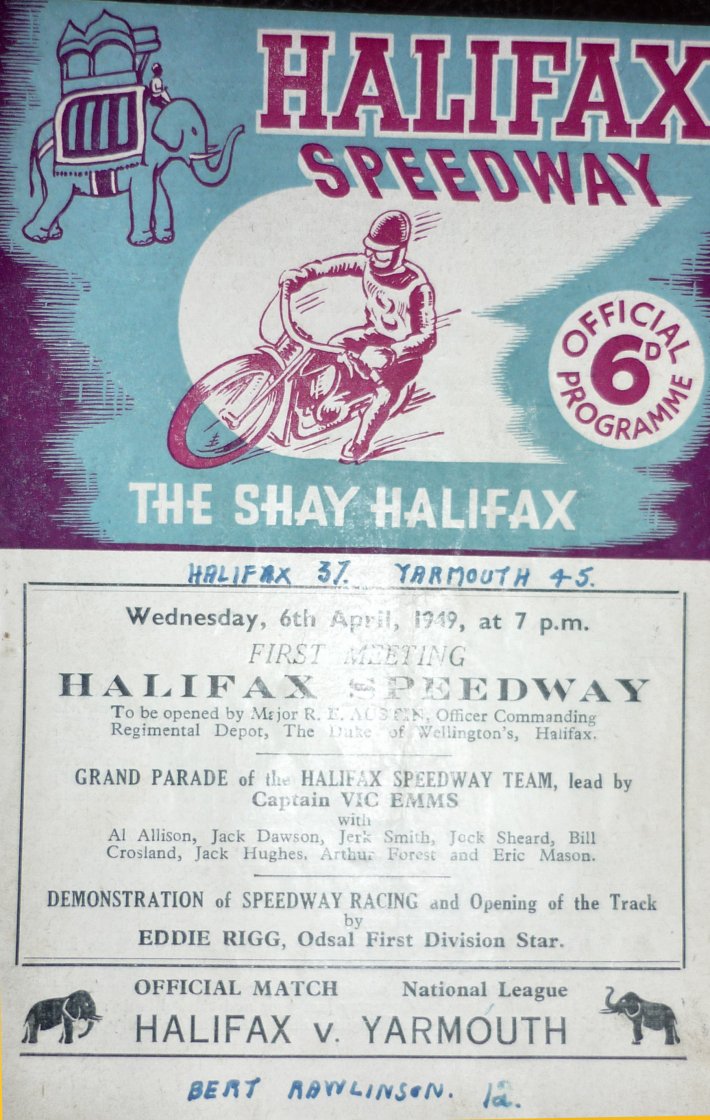 HALIFAX
SPEEDWAY
OFFICIAL
6D
PROGRAMME
THE SHAY HALIFAX
HALIFAX 37. YARMOUTH 45.
Wednesday, 6th April, 1949, at 7 p.m.
FIRST MEETING
HALIFAX SPEEDWAY
To be opened by Major R. E. AUSTIN, Officer Commanding
Regimental Depot, The Duke of Wellington's, Halifax.
GRAND PARADE of the HALIFAX SPEEDWAY TEAM, lead by
Captain VIC EMMS
with
Al Allison, Jack Dawson, Jerk Smith, Jock Sheard, Bill
Crosland, Jack Hughes, Arthur Forest and Eric Mason.
DEMONSTRATION of SPEEDWAY RACING and Opening of the Track
by
EDDIE RIGG, Odsal First Division Star.
OFFICIAL MATCH National League
HALIFAX v. YARMOUTH
BERT RAWLINSON. 12.